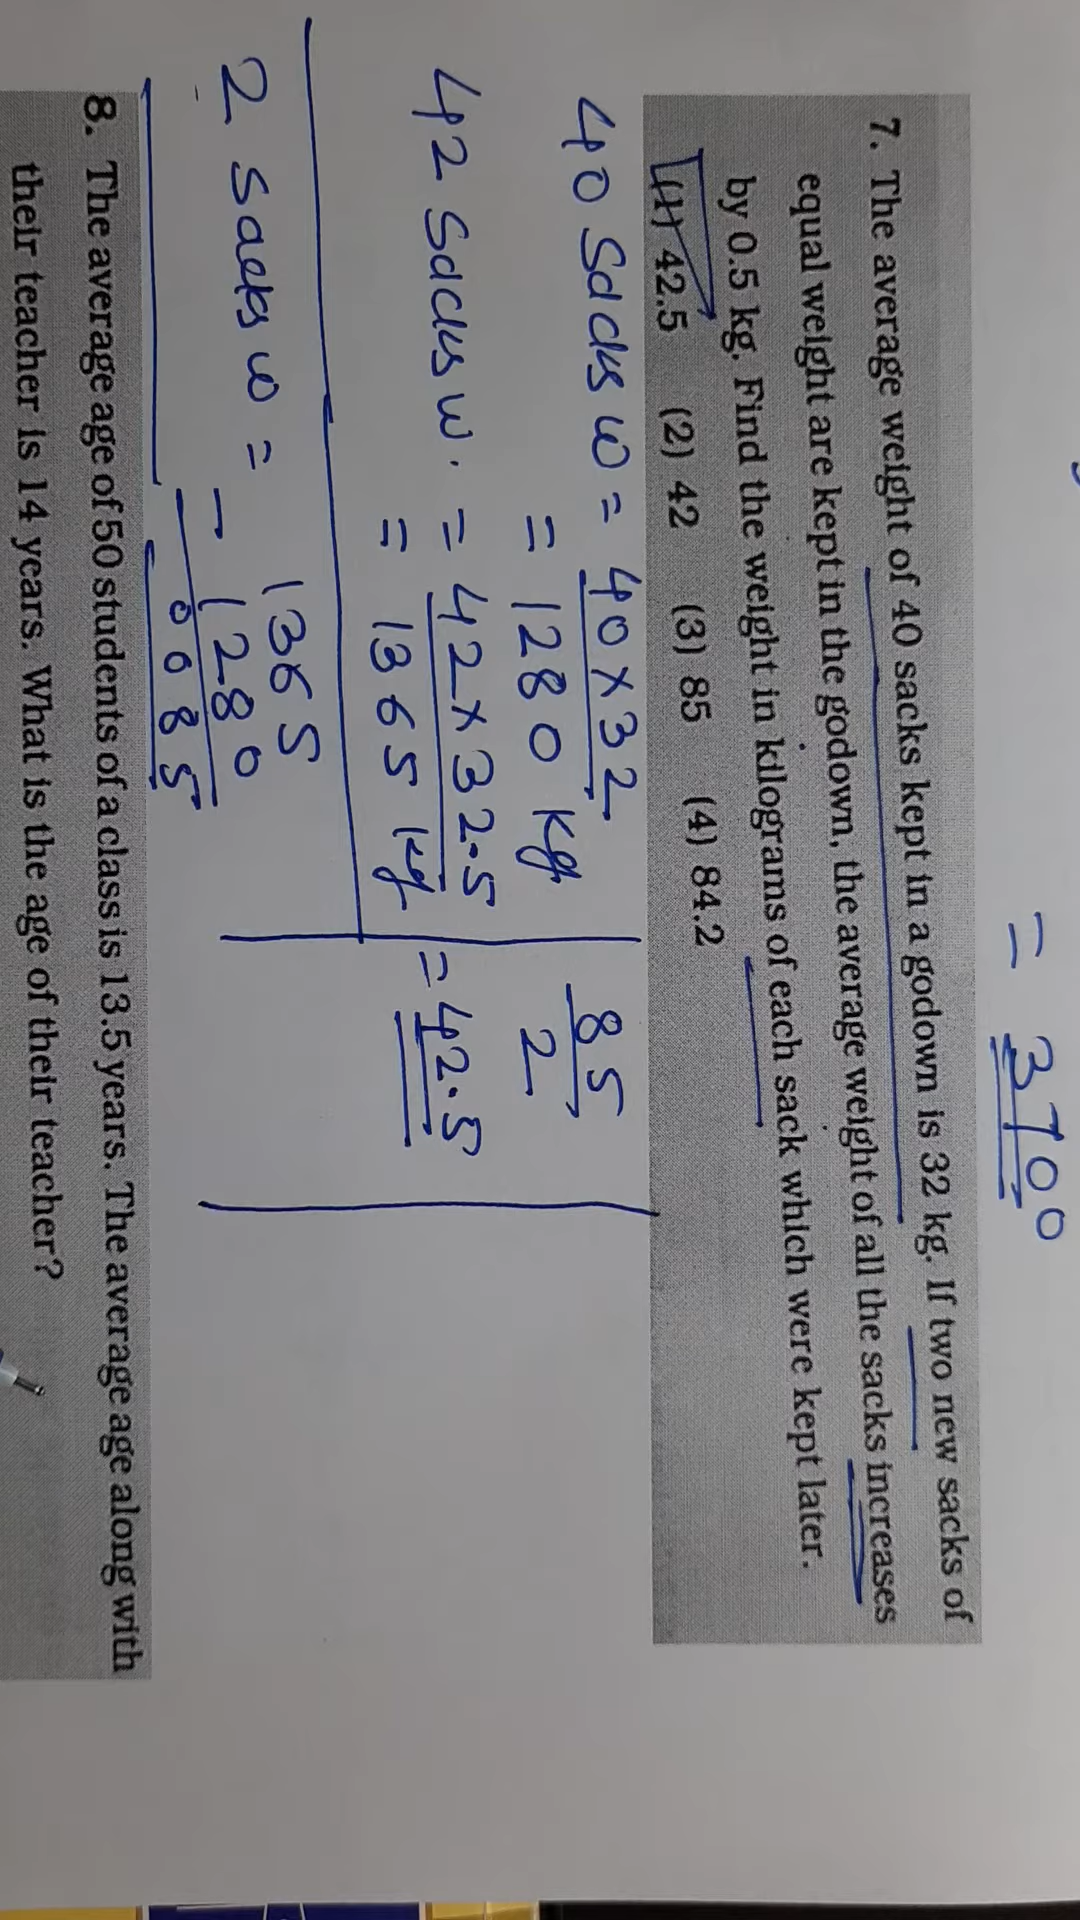 = 3700
7. The average weight of 40 sacks kept in a godown is 32 kg. If two new sacks of
equal weight are kept in the godown, the average weight of all the sacks increases
by 0.5 kg. Find the weight in kilograms of each sack which were kept later.
(1) 42.5 (2) 42 (3) 85 (4) 84.2
40 Sacks w = 40 x 32
= 1280 kg
42 Sacks w. = 42 x 32.5
= 1365 kg
85
2
= 42.5
2 Sacks w =
1365
- 1280
0085
8. The average age of 50 students of a class is 13.5 years. The average age along with
their teacher is 14 years. What is the age of their teacher?